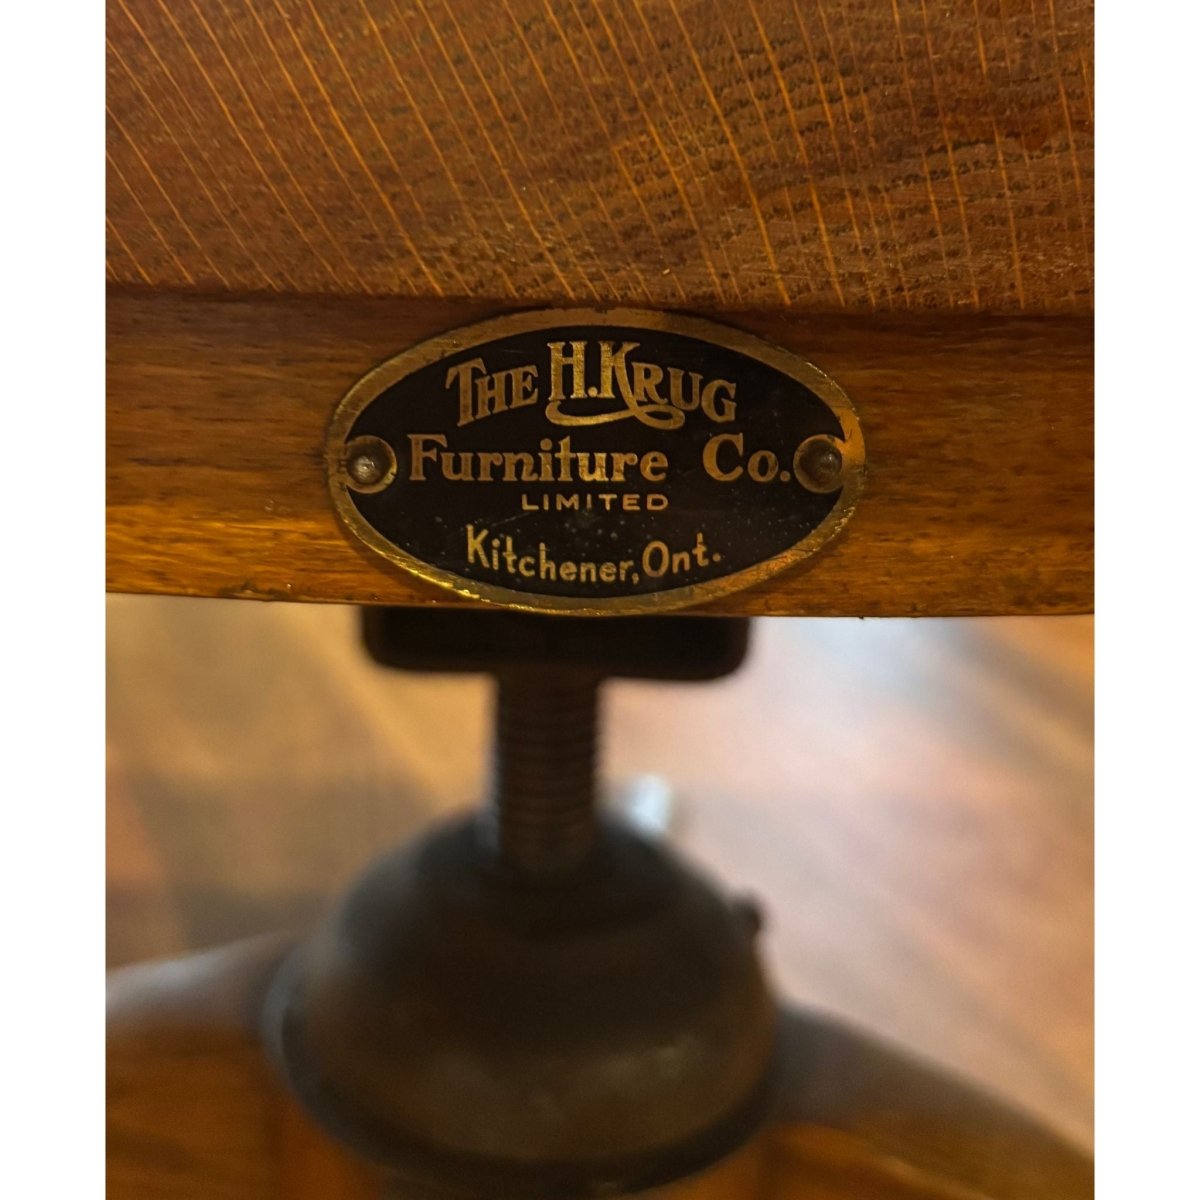 THE H. KRUG
Furniture Co.
LIMITED
Kitchener, Ont.